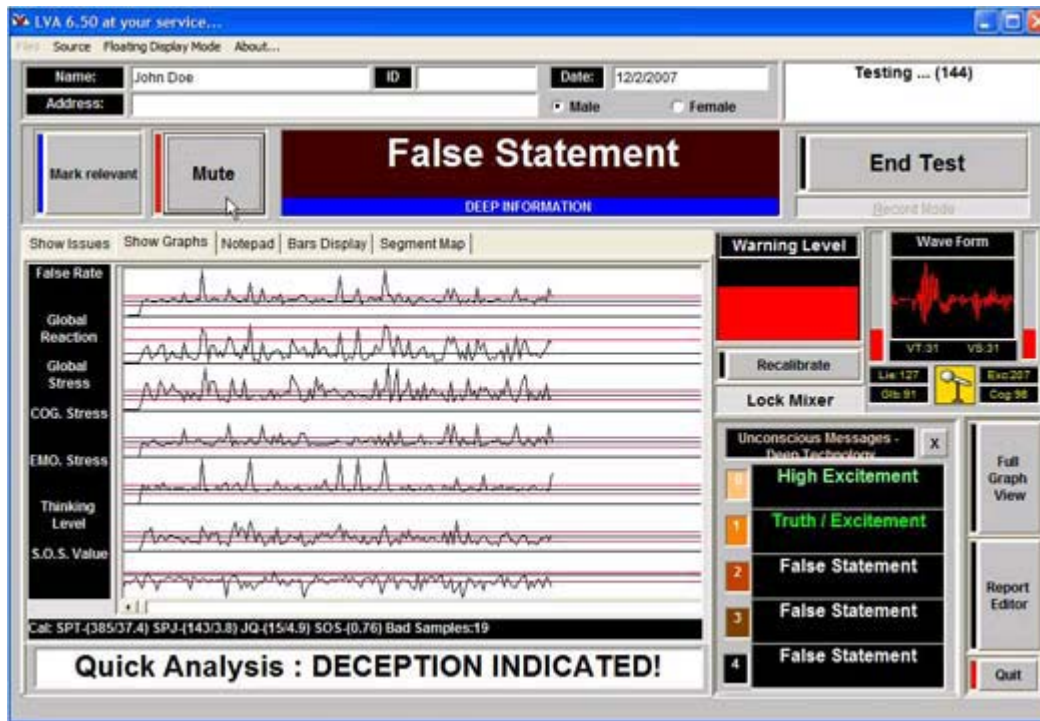 LVA 6.50 at your service...
Files Source Floating Display Mode About...
Name: John Doe ID Date: 12/2/2007
Address: Male Female
Testing ... (144)
Mark relevant
Mute
False Statement
DEEP INFORMATION
End Test
Record Mode
Show Issues Show Graphs Notepad Bars Display Segment Map
False Rate
Global
Reaction
Global
Stress
COG. Stress
EMO. Stress
Thinking
Level
S.O.S. Value
Cal: SPT-(385/37.4) SPJ-(143/3.8) JQ-(15/4.9) SOS-(0.76) Bad Samples:19
Quick Analysis : DECEPTION INDICATED!
Warning Level
Recalibrate
Lock Mixer
Wave Form
VT:31 VS:31
Lie:127 Exc:207
Glb:91 Cog:98
Unconscious Messages -
Deep Technology
X
0 High Excitement
1 Truth / Excitement
2 False Statement
3 False Statement
4 False Statement
Full
Graph
View
Report
Editor
Quit